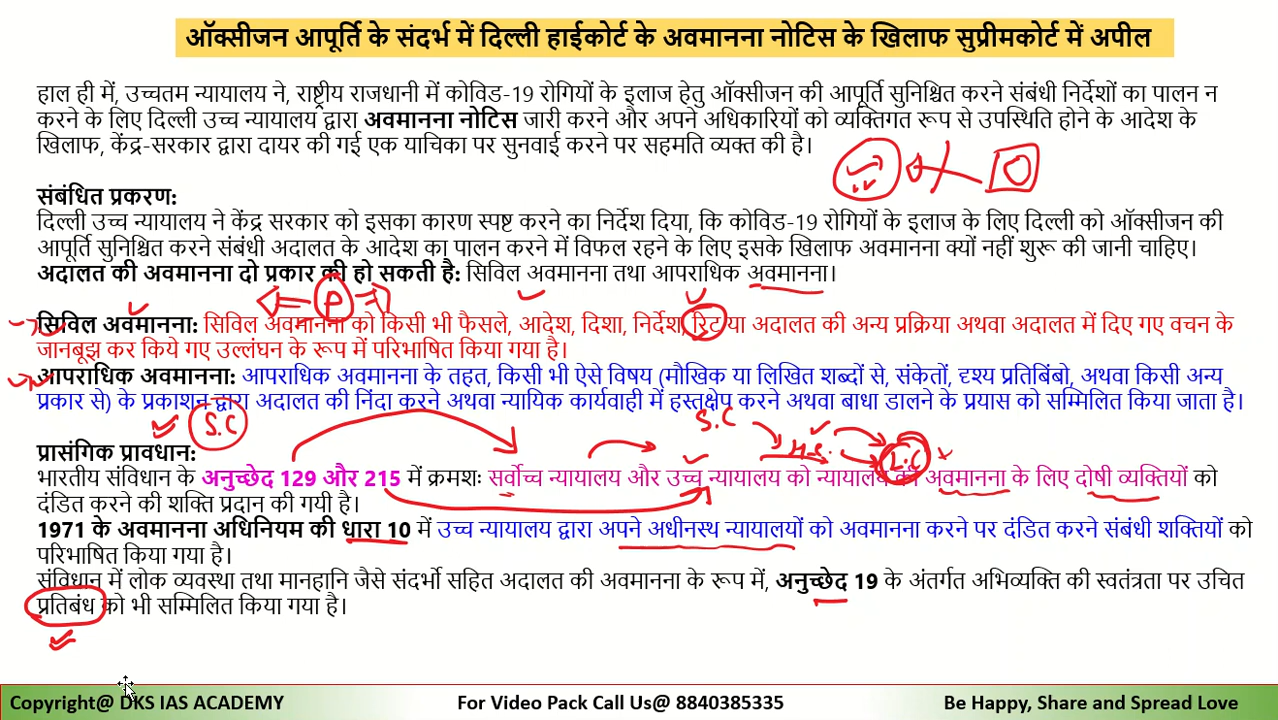 ऑक्सीजन आपूर्ति के संदर्भ में दिल्ली हाईकोर्ट के अवमानना नोटिस के खिलाफ सुप्रीमकोर्ट में अपील
हाल ही में, उच्चतम न्यायालय ने, राष्ट्रीय राजधानी में कोविड-19 रोगियों के इलाज हेतु ऑक्सीजन की आपूर्ति सुनिश्चित करने संबंधी निर्देशों का पालन न
करने के लिए दिल्ली उच्च न्यायालय द्वारा अवमानना नोटिस जारी करने और अपने अधिकारियों को व्यक्तिगत रूप से उपस्थिति होने के आदेश के
खिलाफ, केंद्र-सरकार द्वारा दायर की गई एक याचिका पर सुनवाई करने पर सहमति व्यक्त की है।
संबंधित प्रकरण:
दिल्ली उच्च न्यायालय ने केंद्र सरकार को इसका कारण स्पष्ट करने का निर्देश दिया, कि कोविड-19 रोगियों के इलाज के लिए दिल्ली को ऑक्सीजन की
आपूर्ति सुनिश्चित करने संबंधी अदालत के आदेश का पालन करने में विफल रहने के लिए इसके खिलाफ अवमानना क्यों नहीं शुरू की जानी चाहिए।
अदालत की अवमानना दो प्रकार की हो सकती है: सिविल अवमानना तथा आपराधिक अवमानना।
P
सिविल अवमानना: सिविल अवमानना को किसी भी फैसले, आदेश, दिशा, निर्देश, रिट या अदालत की अन्य प्रक्रिया अथवा अदालत में दिए गए वचन के
जानबूझ कर किये गए उल्लंघन के रूप में परिभाषित किया गया है।
आपराधिक अवमानना: आपराधिक अवमानना के तहत, किसी भी ऐसे विषय (मौखिक या लिखित शब्दों से, संकेतों, दृश्य प्रतिबिंबो, अथवा किसी अन्य
प्रकार से) के प्रकाशन द्वारा अदालत की निंदा करने अथवा न्यायिक कार्यवाही में हस्तक्षेप करने अथवा बाधा डालने के प्रयास को सम्मिलित किया जाता है।
S.C S.C H.C. L.C
प्रासंगिक प्रावधान:
भारतीय संविधान के अनुच्छेद 129 और 215 में क्रमशः सर्वोच्च न्यायालय और उच्च न्यायालय को न्यायालय की अवमानना के लिए दोषी व्यक्तियों को
दंडित करने की शक्ति प्रदान की गयी है।
1971 के अवमानना अधिनियम की धारा 10 में उच्च न्यायालय द्वारा अपने अधीनस्थ न्यायालयों को अवमानना करने पर दंडित करने संबंधी शक्तियों को
परिभाषित किया गया है।
संविधान में लोक व्यवस्था तथा मानहानि जैसे संदर्भो सहित अदालत की अवमानना के रूप में, अनुच्छेद 19 के अंतर्गत अभिव्यक्ति की स्वतंत्रता पर उचित
प्रतिबंध को भी सम्मिलित किया गया है।
Copyright@ DKS IAS ACADEMY For Video Pack Call Us@ 8840385335 Be Happy, Share and Spread Love